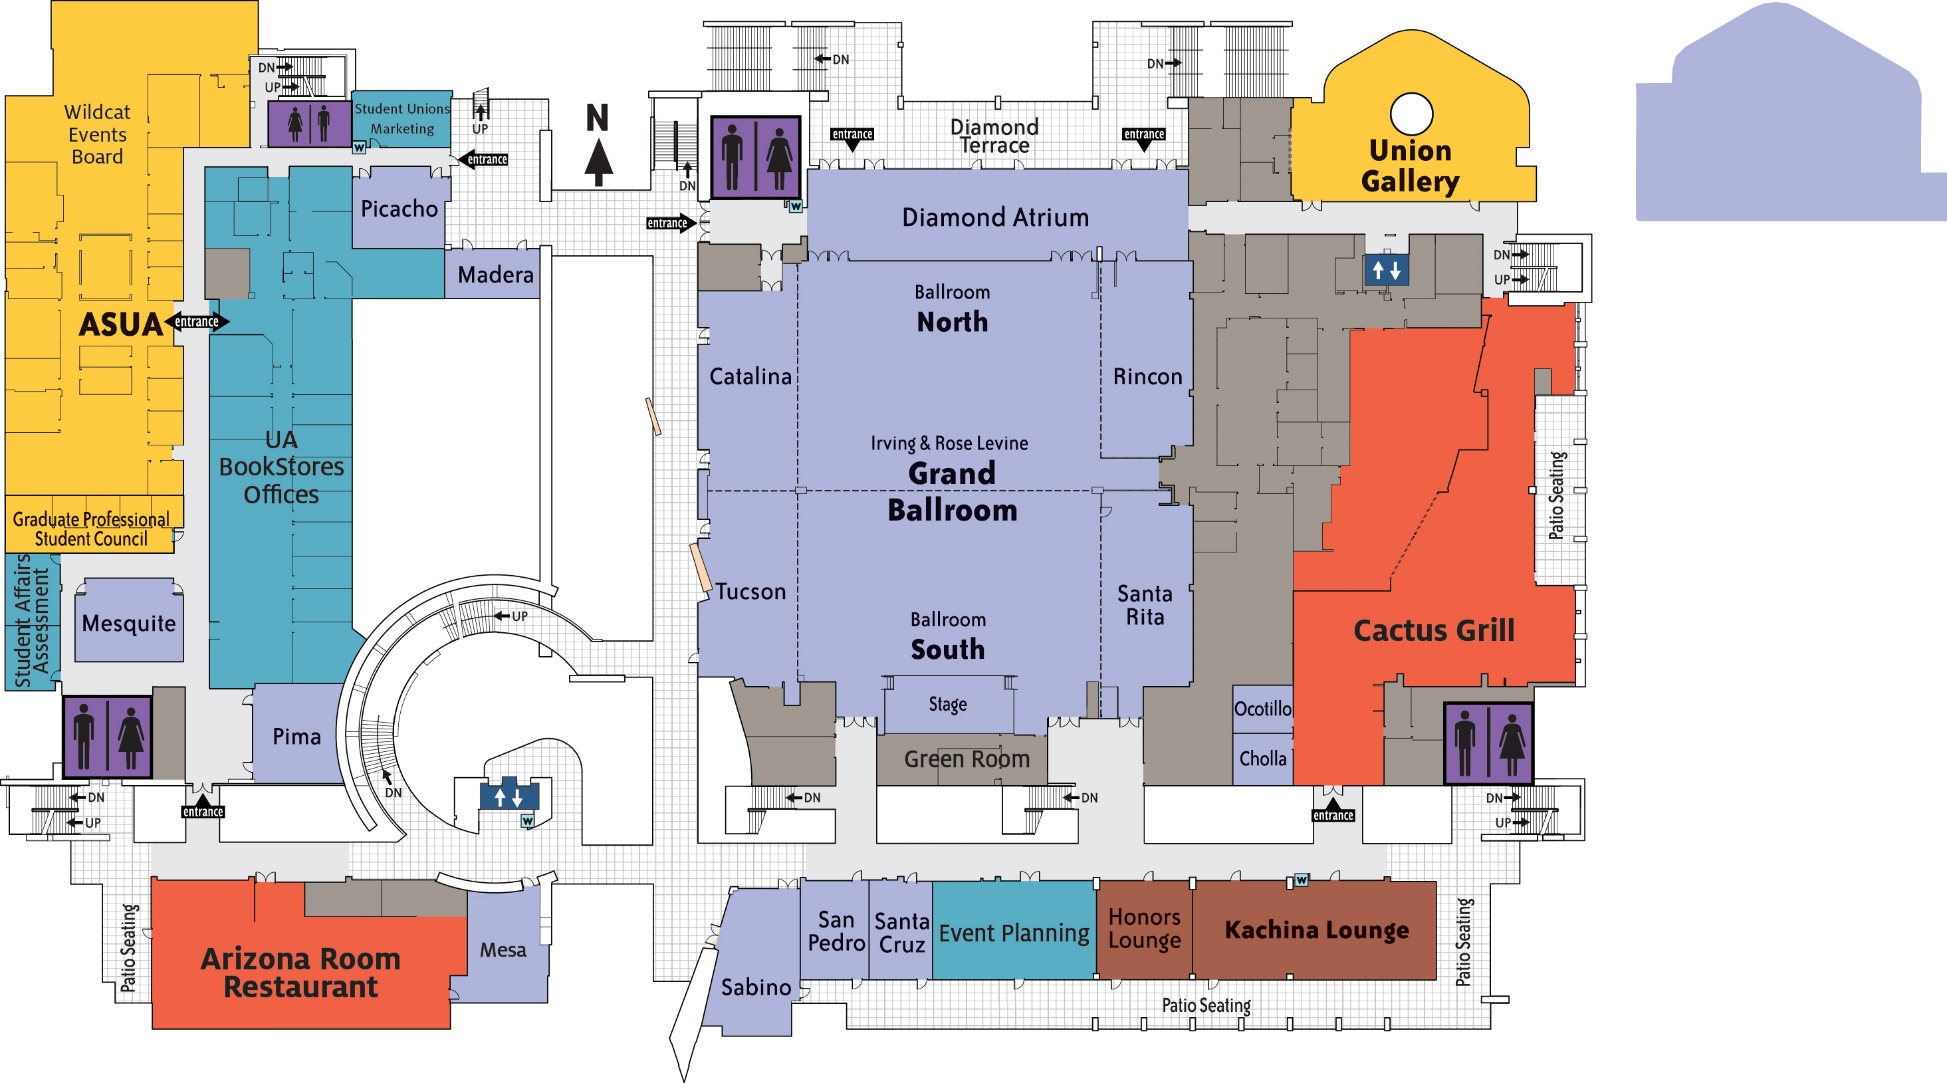 DN
UP
Wildcat
Events
Board
Student Unions
Marketing
W
UP
entrance
Picacho
Madera
ASUA
entrance
UA
BookStores
Offices
Graduate Professional
Student Council
Student Affairs
Assessment
Mesquite
Pima
DN
UP
entrance
UP
DN
W
Arizona Room
Restaurant
Patio Seating
Mesa
N
DN
entrance
W
DN
DN
entrance
Diamond
Terrace
entrance
Diamond Atrium
Union
Gallery
Ballroom
North
Catalina
Rincon
Irving & Rose Levine
Grand
Ballroom
Tucson
Santa
Rita
Ballroom
South
Stage
Green Room
DN
DN
DN
UP
Patio Seating
Cactus Grill
Ocotillo
Cholla
entrance
DN
UP
Sabino
San
Pedro
Santa
Cruz
Event Planning
Honors
Lounge
W
Kachina Lounge
Patio Seating
Patio Seating